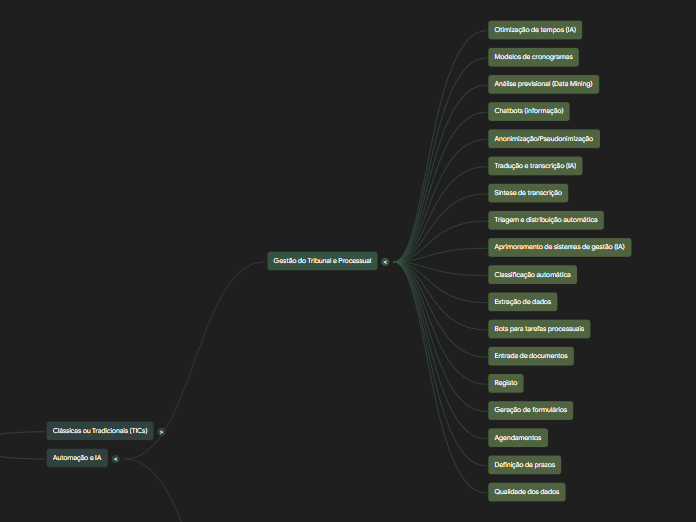 Otimização de tempos (IA)
Modelos de cronogramas
Análise previsional (Data Mining)
Chatbots (informação)
Anonimização/Pseudonimização
Tradução e transcrição (IA)
Síntese de transcrição
Triagem e distribuição automática
Aprimoramento de sistemas de gestão (IA)
Gestão do Tribunal e Processual
Classificação automática
Extração de dados
Bots para tarefas processuais
Entrada de documentos
Registo
Geração de formulários
Clássicas ou Tradicionais (TICs)
Agendamentos
Automação e IA
Definição de prazos
Qualidade dos dados